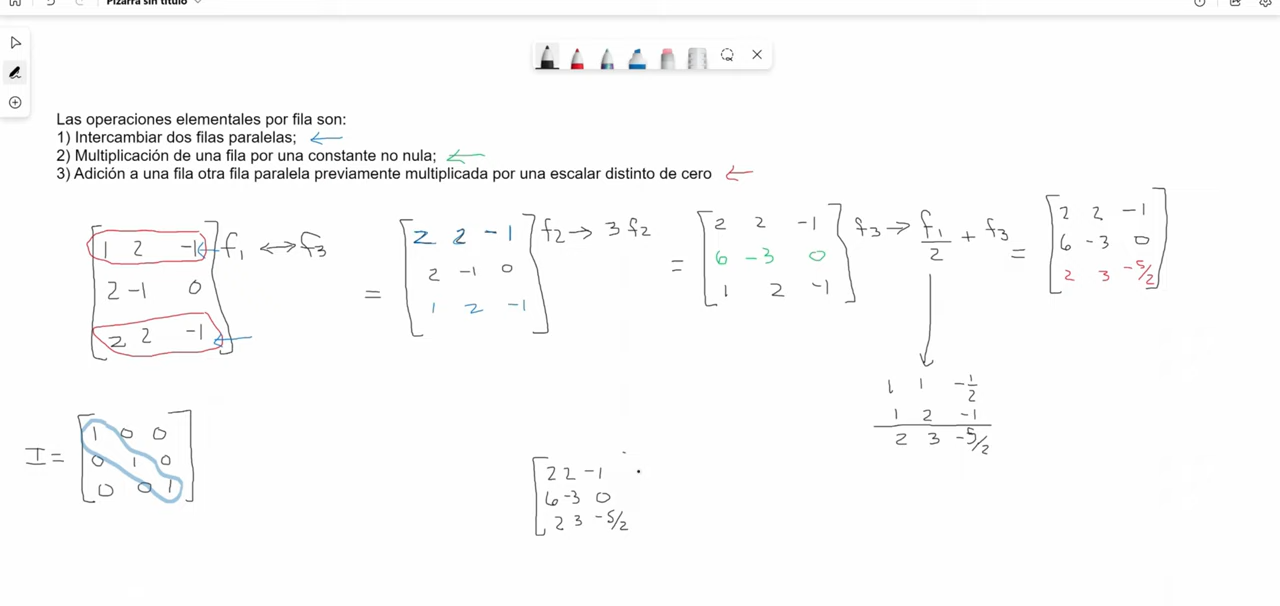 Pizarra sin título
Las operaciones elementales por fila son:
1) Intercambiar dos filas paralelas;
2) Multiplicación de una fila por una constante no nula;
3) Adición a una fila otra fila paralela previamente multiplicada por una escalar distinto de cero
1 2 -1
2 -1 0
2 2 -1
f1 ↔ f3
=
2 2 -1
2 -1 0
1 2 -1
f2 → 3 f2
=
2 2 -1
6 -3 0
1 2 -1
f3 → f1/2 + f3
=
2 2 -1
6 -3 0
2 3 -5/2
1 1 -1/2
1 2 -1
2 3 -5/2
I =
1 0 0
0 1 0
0 0 1
2 2 -1
6 -3 0
2 3 -5/2